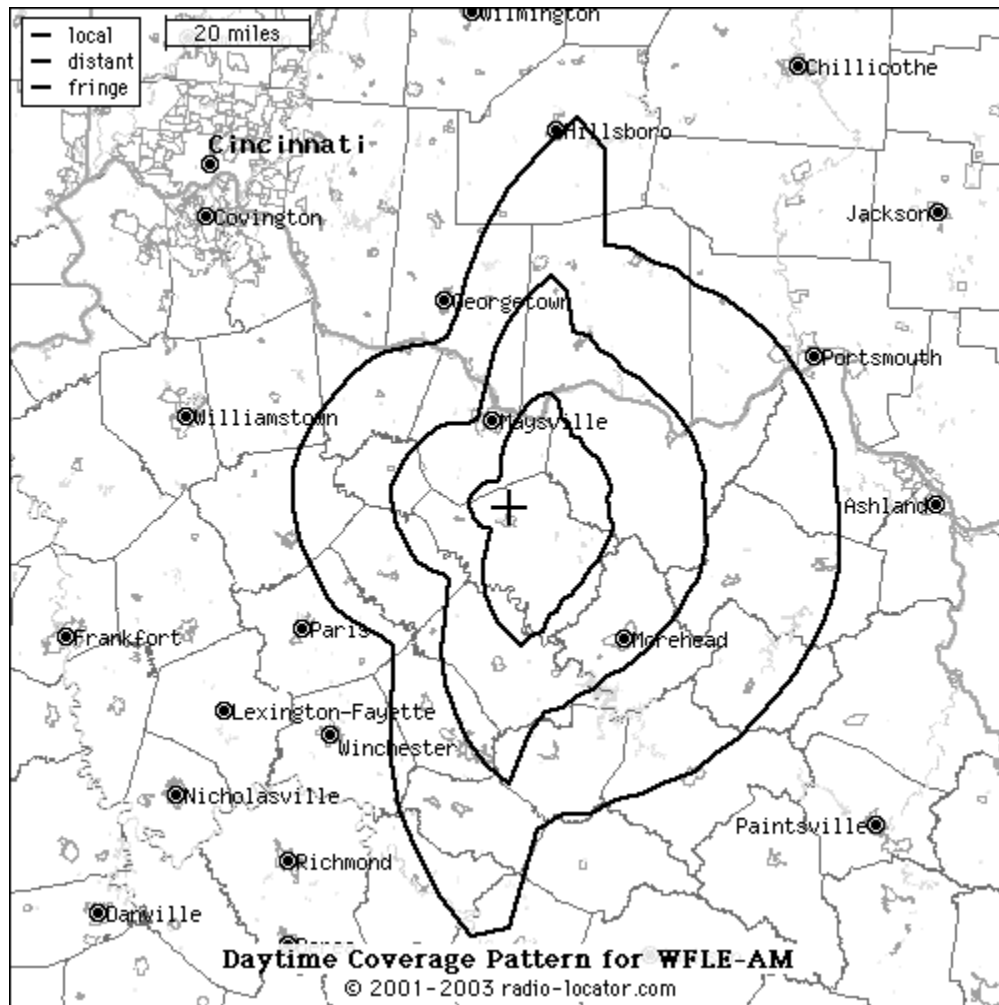 Wilmington
local
20 miles
distant
fringe
Chillicothe
Hillsboro
Cincinnati
Covington
Jackson
Georgetown
Portsmouth
Williamstown
Maysville
Ashland
Frankfort
Paris
Morehead
Lexington-Fayette
Winchester
Nicholasville
Paintsville
Richmond
Danville
Daytime Coverage Pattern for WFLE-AM
© 2001-2003 radio-locator.com